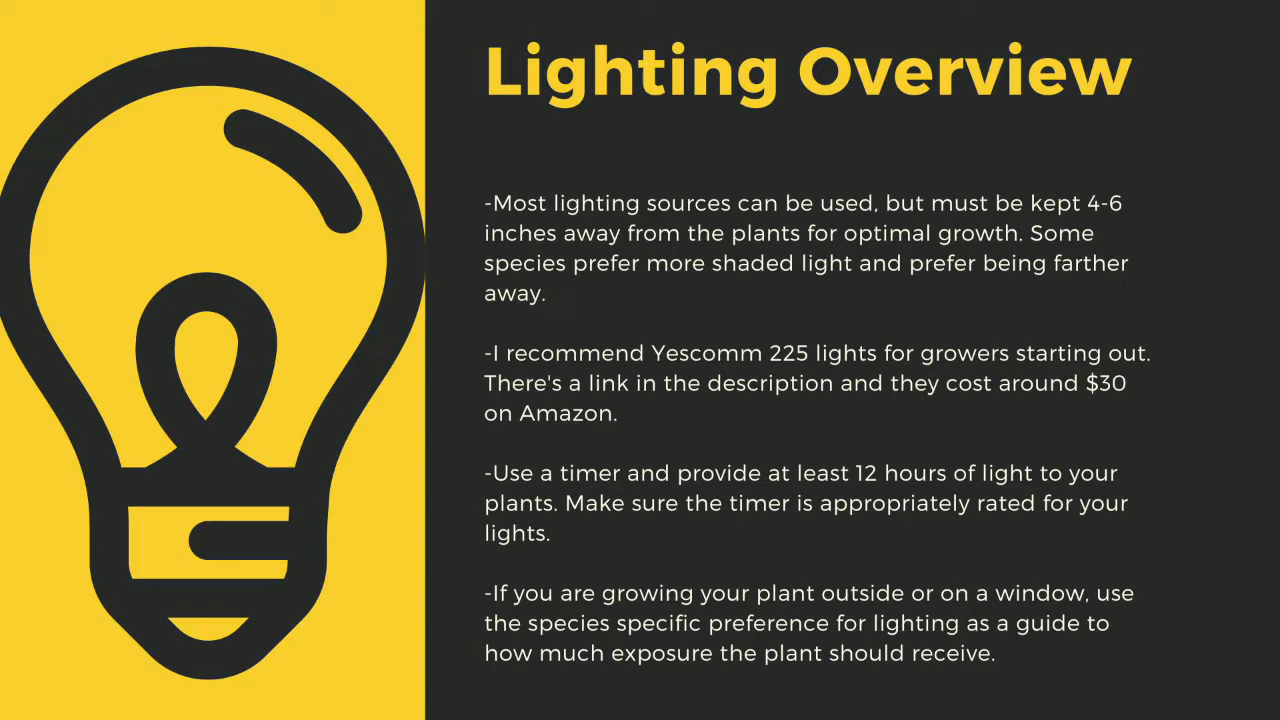 Lighting Overview
-Most lighting sources can be used, but must be kept 4-6
inches away from the plants for optimal growth. Some
species prefer more shaded light and prefer being farther
away.
-I recommend Yescomm 225 lights for growers starting out.
There's a link in the description and they cost around $30
on Amazon.
-Use a timer and provide at least 12 hours of light to your
plants. Make sure the timer is appropriately rated for your
lights.
-If you are growing your plant outside or on a window, use
the species specific preference for lighting as a guide to
how much exposure the plant should receive.